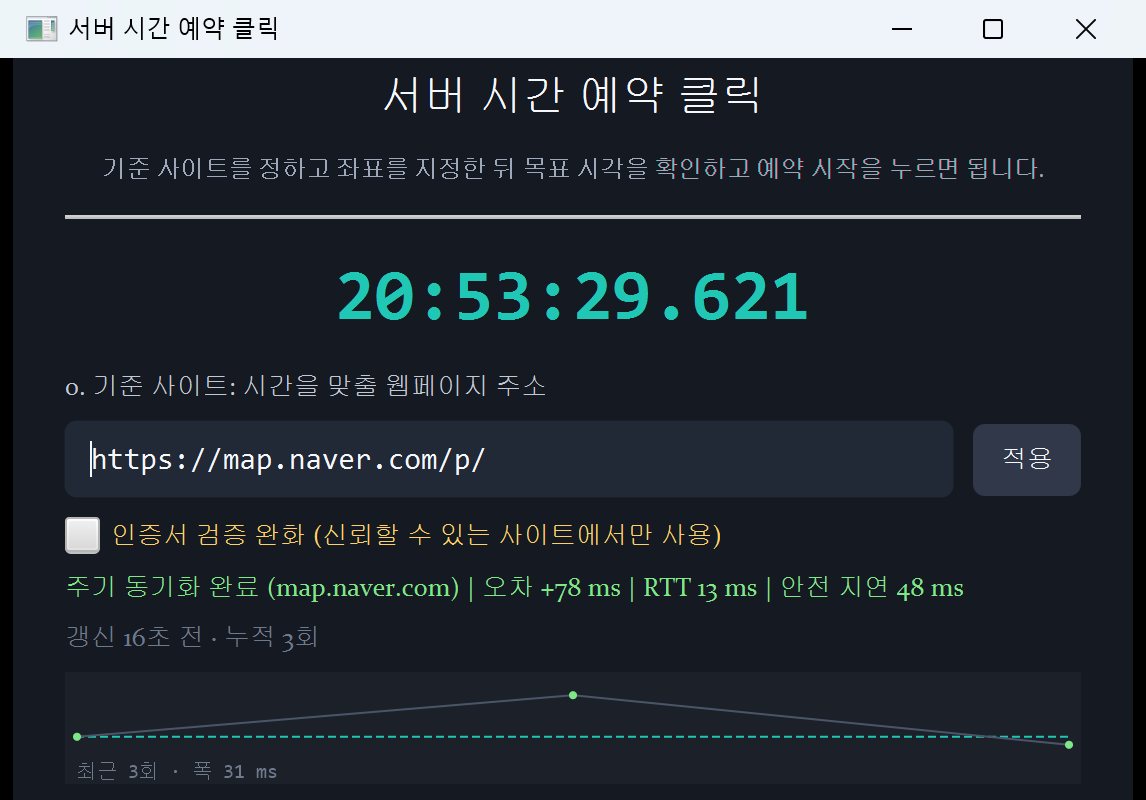 서버 시간 예약 클릭
서버 시간 예약 클릭
기준 사이트를 정하고 좌표를 지정한 뒤 목표 시각을 확인하고 예약 시작을 누르면 됩니다.
20:53:29.621
0. 기준 사이트: 시간을 맞출 웹페이지 주소
https://map.naver.com/p/
적용
인증서 검증 완화 (신뢰할 수 있는 사이트에서만 사용)
주기 동기화 완료 (map.naver.com) | 오차 +78 ms | RTT 13 ms | 안전 지연 48 ms
갱신 16초 전 · 누적 3회
최근 3회 · 폭 31 ms